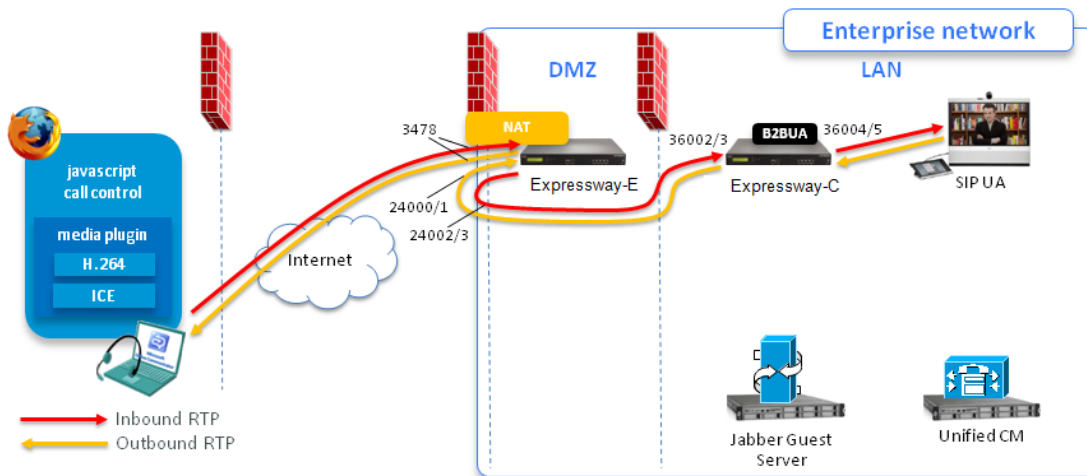 Enterprise network
DMZ
LAN
NAT
3478
B2BUA
36002/3
36004/5
javascript
call control
Expressway-E
Expressway-C
SIP UA
24000/1
24002/3
media plugin
H.264
ICE
Internet
Inbound RTP
Outbound RTP
Jabber Guest
Server
Unified CM